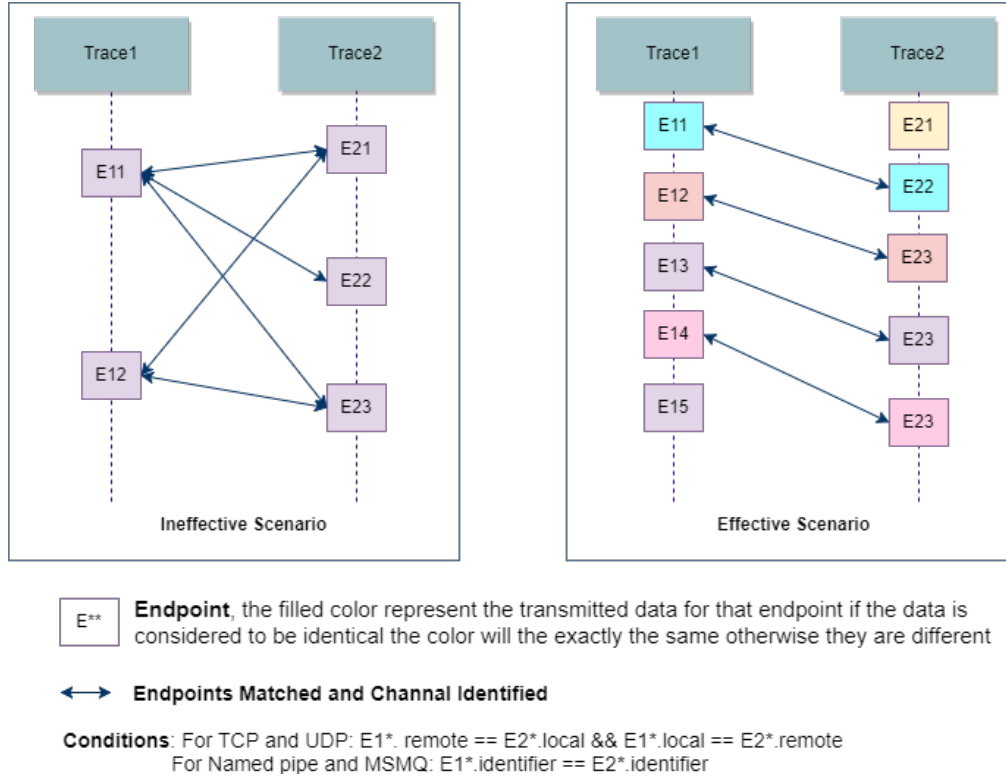 Trace1
Trace2
E11
E21
E22
E12
E23
Ineffective Scenario
Trace1
Trace2
E11
E21
E12
E22
E13
E23
E14
E23
E15
E23
Effective Scenario
E**
Endpoint, the filled color represent the transmitted data for that endpoint if the data is
considered to be identical the color will the exactly the same otherwise they are different
Endpoints Matched and Channal Identified
Conditions: For TCP and UDP: E1*. remote == E2*.local && E1*.local == E2*.remote
For Named pipe and MSMQ: E1*.identifier == E2*.identifier